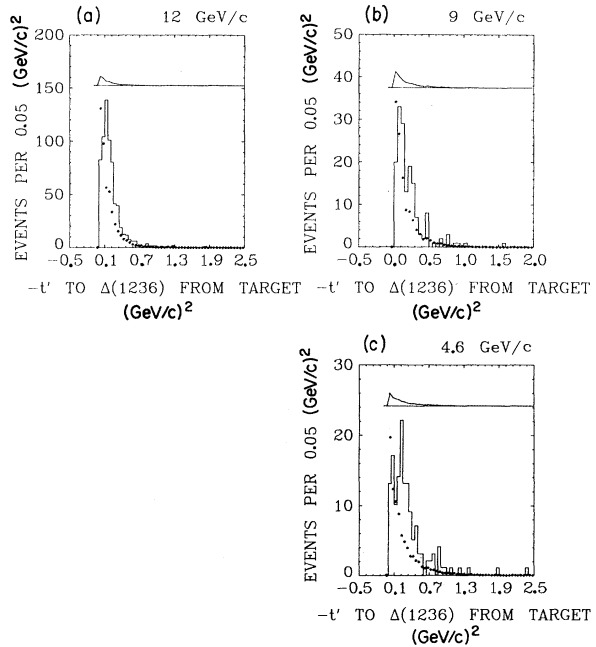 (a) 12 GeV/c
EVENTS PER 0.05 (GeV/c)²
200
150
100
50
0
−0.5 0.1 0.7 1.3 1.9 2.5
−t′ TO Δ(1236) FROM TARGET
(GeV/c)²
(b) 9 GeV/c
EVENTS PER 0.05 (GeV/c)²
50
40
30
20
10
0
−0.5 0.0 0.5 1.0 1.5 2.0
−t′ TO Δ(1236) FROM TARGET
(GeV/c)²
(c) 4.6 GeV/c
EVENTS PER 0.05 (GeV/c)²
30
20
10
0
−0.5 0.1 0.7 1.3 1.9 2.5
−t′ TO Δ(1236) FROM TARGET
(GeV/c)²